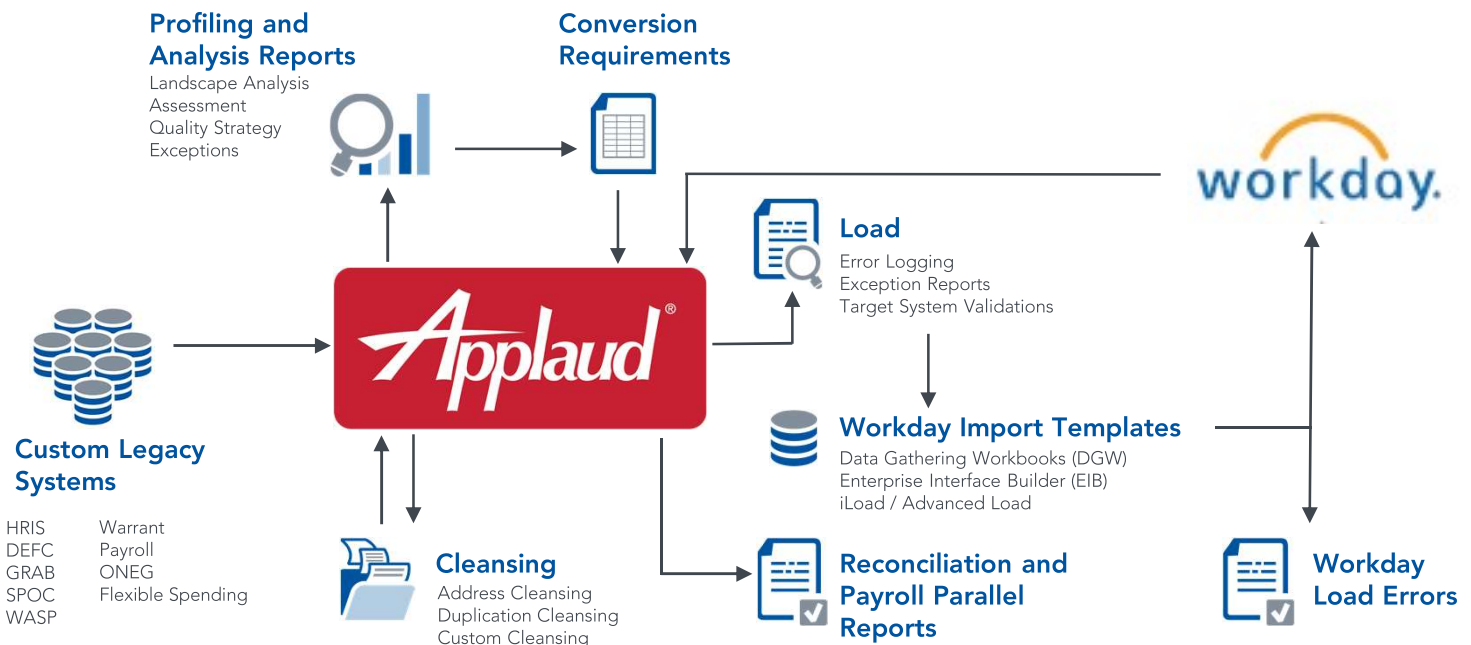 Profiling and
Analysis Reports
Landscape Analysis
Assessment
Quality Strategy
Exceptions
Conversion
Requirements
workday.
Load
Error Logging
Exception Reports
Target System Validations
Applaud®
Custom Legacy
Systems
HRIS
DEFC
GRAB
SPOC
WASP
Warrant
Payroll
ONEG
Flexible Spending
Cleansing
Address Cleansing
Duplication Cleansing
Custom Cleansing
Workday Import Templates
Data Gathering Workbooks (DGW)
Enterprise Interface Builder (EIB)
iLoad / Advanced Load
Reconciliation and
Payroll Parallel
Reports
Workday
Load Errors